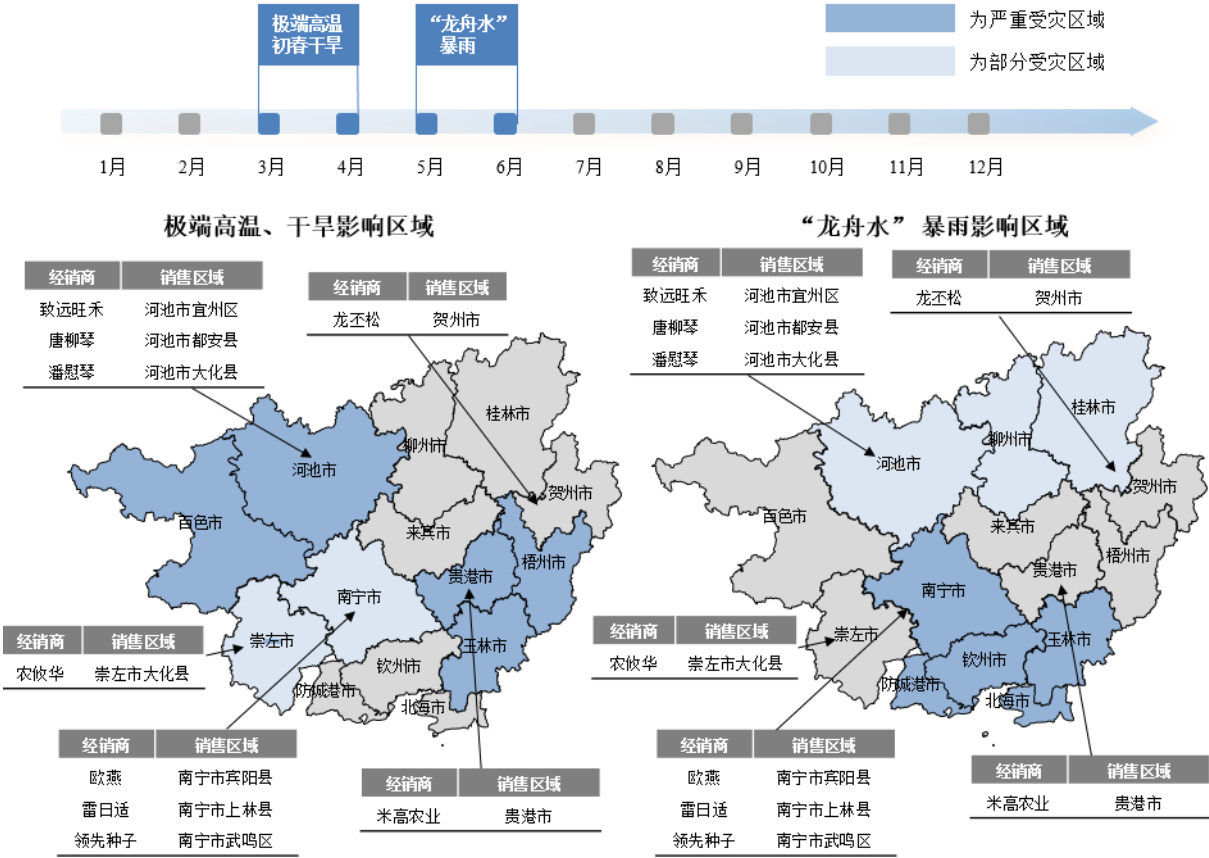 极端高温
初春干旱
“龙舟水”
暴雨
为严重受灾区域
为部分受灾区域
1月 2月 3月 4月 5月 6月 7月 8月 9月 10月 11月 12月
极端高温、干旱影响区域
经销商 销售区域
致远旺禾 河池市宜州区
唐柳琴 河池市都安县
潘慰琴 河池市大化县
经销商 销售区域
龙丕松 贺州市
桂林市
柳州市
河池市
贺州市
百色市
来宾市
梧州市
贵港市
南宁市
崇左市
玉林市
钦州市
防城港市
北海市
经销商 销售区域
农攸华 崇左市大化县
经销商 销售区域
欧燕 南宁市宾阳县
雷日适 南宁市上林县
领先种子 南宁市武鸣区
经销商 销售区域
米高农业 贵港市
“龙舟水” 暴雨影响区域
经销商 销售区域
致远旺禾 河池市宜州区
唐柳琴 河池市都安县
潘慰琴 河池市大化县
经销商 销售区域
龙丕松 贺州市
桂林市
柳州市
河池市
贺州市
百色市
来宾市
梧州市
贵港市
南宁市
崇左市
玉林市
钦州市
防城港市
北海市
经销商 销售区域
农攸华 崇左市大化县
经销商 销售区域
欧燕 南宁市宾阳县
雷日适 南宁市上林县
领先种子 南宁市武鸣区
经销商 销售区域
米高农业 贵港市